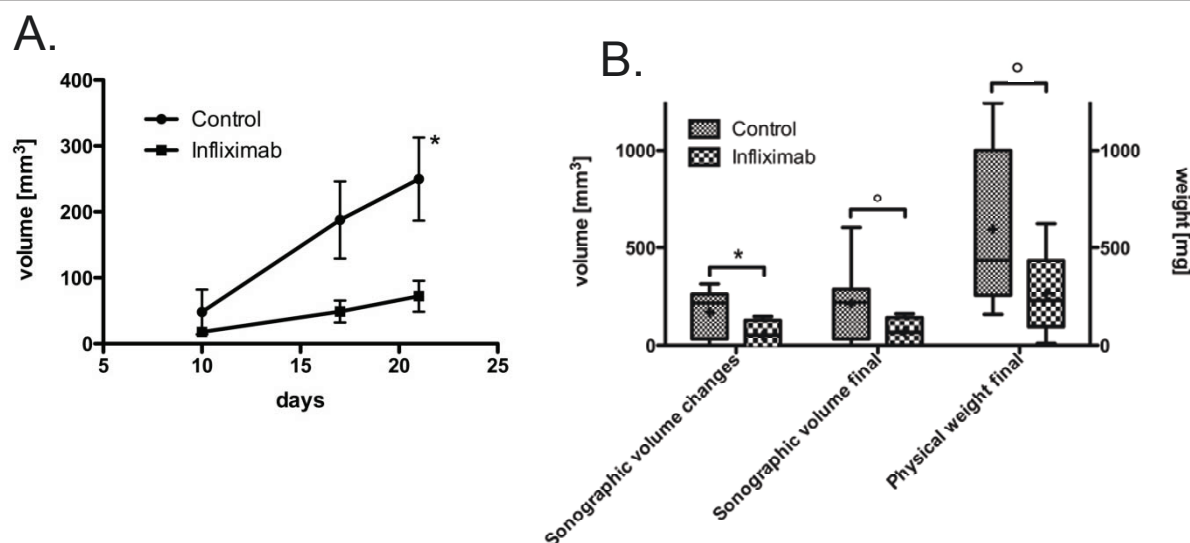 A.
400
300
200
100
0
volume [mm³]
Control
Infliximab
*
5
10
15
20
25
days
B.
1000
500
0
volume [mm³]
Control
Infliximab
*
°
°
1000
500
0
weight [mg]
Sonographic volume changes
Sonographic volume final
Physical weight final